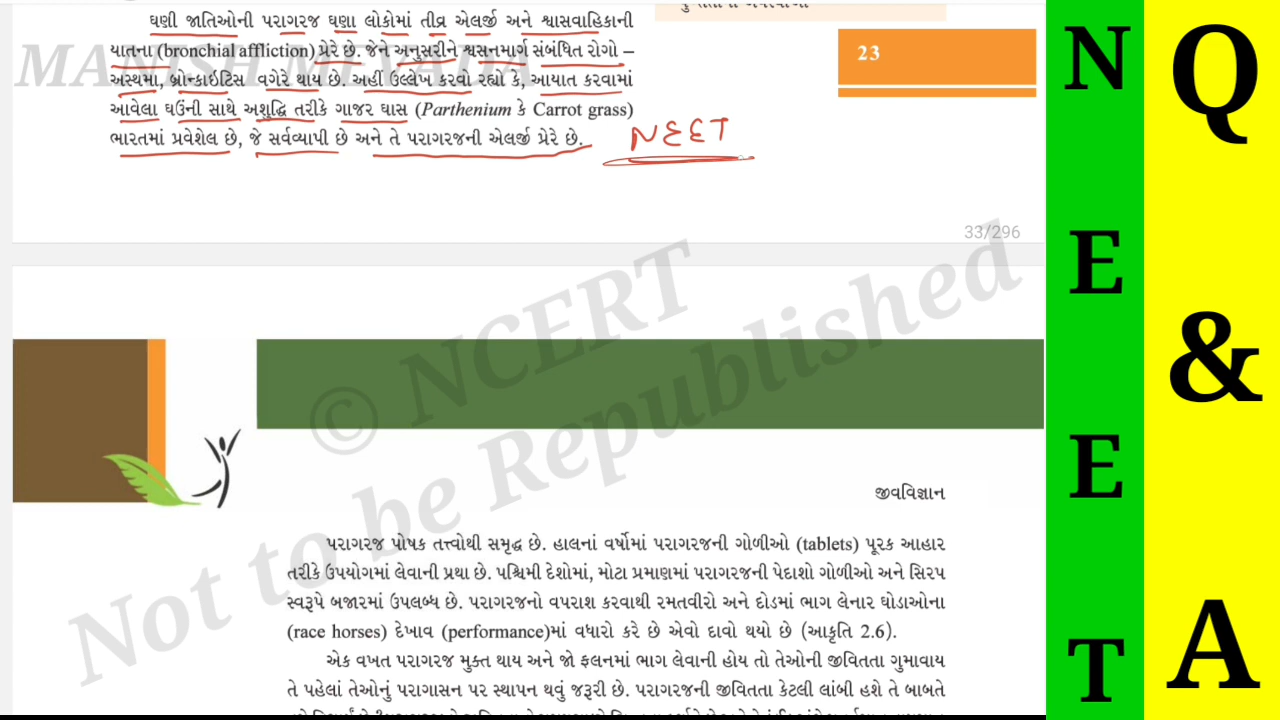 ઘણી જાતિઓની પરાગરજ ઘણા લોકોમાં તીવ્ર એલર્જી અને શ્વાસવાહિકાની
યાતના (bronchial affliction) પ્રેરે છે. જેને અનુસરીને શ્વસનમાર્ગ સંબંધિત રોગો –
અસ્થમા, બ્રોન્કાઇટિસ વગેરે થાય છે. અહીં ઉલ્લેખ કરવો રહ્યો કે, આયાત કરવામાં
આવેલા ઘઉંની સાથે અશુદ્ધિ તરીકે ગાજર ઘાસ (Parthenium કે Carrot grass)
ભારતમાં પ્રવેશેલ છે, જે સર્વવ્યાપી છે અને તે પરાગરજની એલર્જી પ્રેરે છે.
NEET
23
33/296
MANISH MEVADA
© NCERT
Not to be Republished
જીવવિજ્ઞાન
પરાગરજ પોષક તત્ત્વોથી સમૃદ્ધ છે. હાલનાં વર્ષોમાં પરાગરજની ગોળીઓ (tablets) પૂરક આહાર
તરીકે ઉપયોગમાં લેવાની પ્રથા છે. પશ્ચિમી દેશોમાં, મોટા પ્રમાણમાં પરાગરજની પેદાશો ગોળીઓ અને સિરપ
સ્વરૂપે બજારમાં ઉપલબ્ધ છે. પરાગરજનો વપરાશ કરવાથી રમતવીરો અને દોડમાં ભાગ લેનાર ઘોડાઓના
(race horses) દેખાવ (performance)માં વધારો કરે છે એવો દાવો થયો છે (આકૃતિ 2.6).
એક વખત પરાગરજ મુક્ત થાય અને જો ફલનમાં ભાગ લેવાની હોય તો તેઓની જીવિતતા ગુમાવાય
તે પહેલાં તેઓનું પરાગાસન પર સ્થાપન થવું જરૂરી છે. પરાગરજની જીવિતતા કેટલી લાંબી હશે તે બાબતે
NEET
Q&A